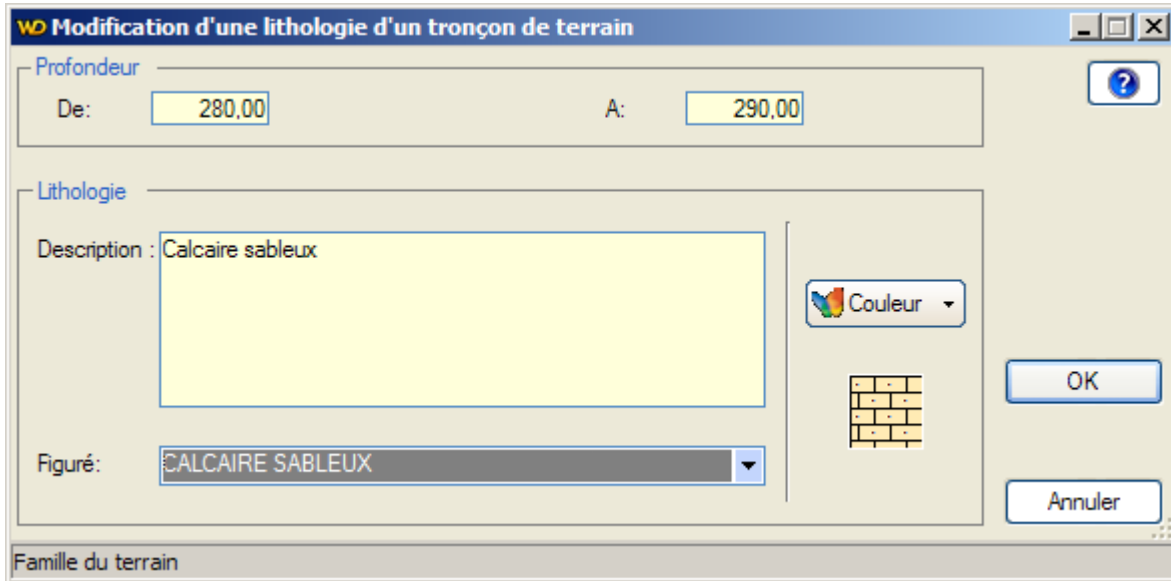 WD Modification d'une lithologie d'un tronçon de terrain
Profondeur
De: 280,00 A: 290,00
Lithologie
Description : Calcaire sableux
Couleur
OK
Figuré: CALCAIRE SABLEUX
Annuler
Famille du terrain